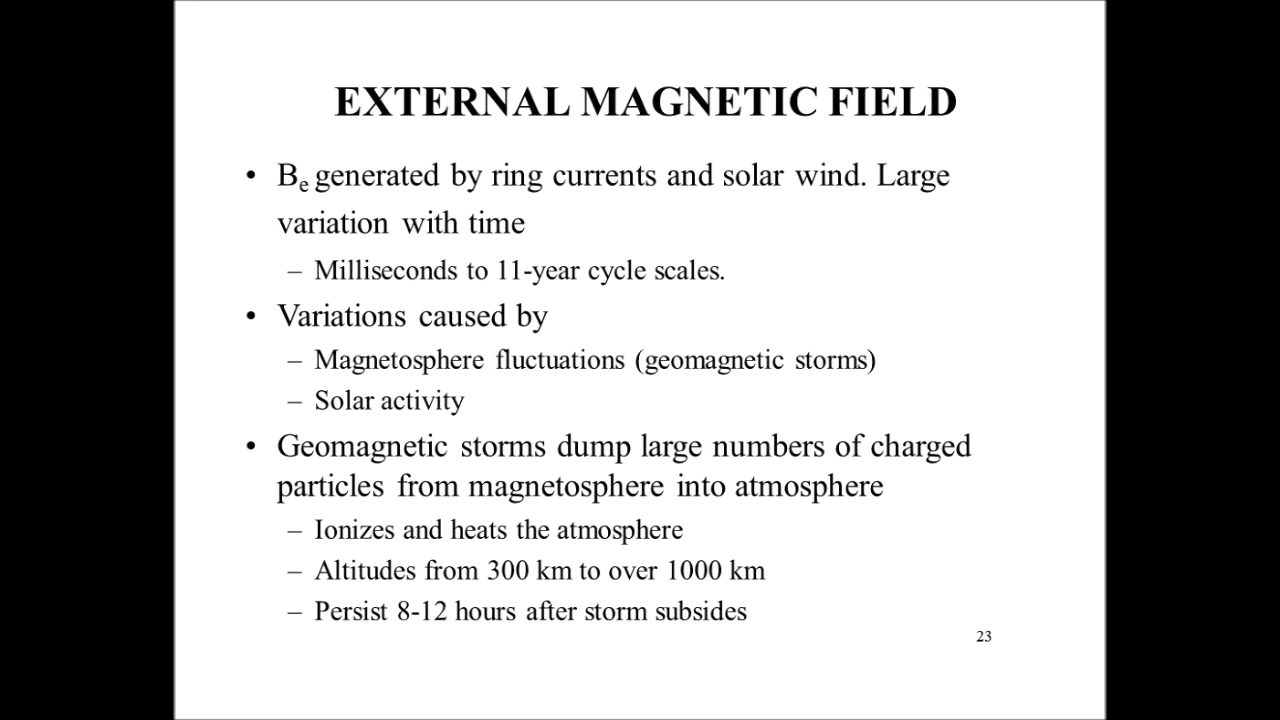 EXTERNAL MAGNETIC FIELD
• Bₑ generated by ring currents and solar wind. Large
variation with time
– Milliseconds to 11-year cycle scales.
• Variations caused by
– Magnetosphere fluctuations (geomagnetic storms)
– Solar activity
• Geomagnetic storms dump large numbers of charged
particles from magnetosphere into atmosphere
– Ionizes and heats the atmosphere
– Altitudes from 300 km to over 1000 km
– Persist 8-12 hours after storm subsides
23